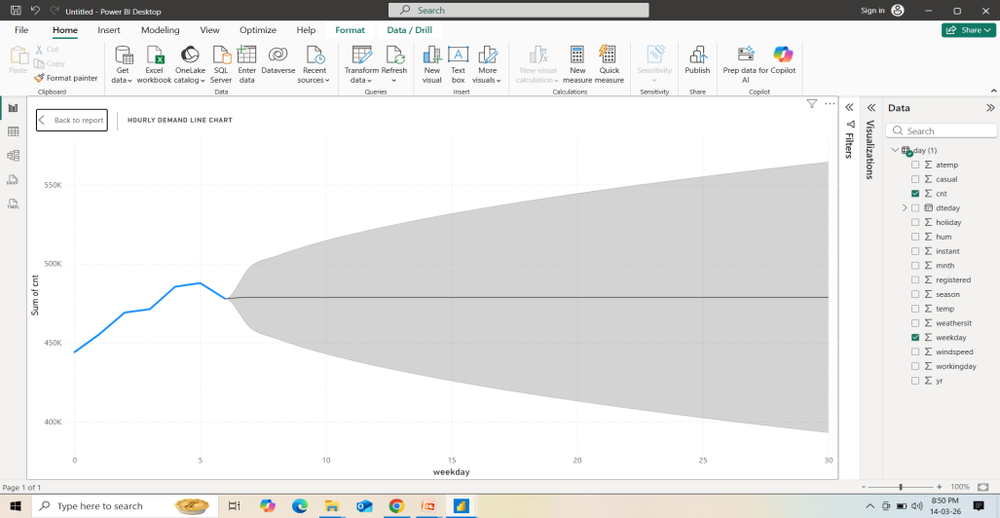 Untitled - Power BI Desktop
Search
Sign in
File Home Insert Modeling View Optimize Help Format Data / Drill
Share
Paste
Cut
Copy
Format painter
Clipboard
Get data
Excel workbook
OneLake catalog
SQL Server
Enter data
Dataverse
Recent sources
Data
Transform data
Refresh
Queries
New visual
Text box
More visuals
Insert
New visual calculation
New measure
Quick measure
Calculations
Sensitivity
Sensitivity
Publish
Share
Prep data for AI
Copilot
Copilot
Back to report
HOURLY DEMAND LINE CHART
550K
500K
450K
400K
Sum of cnt
0 5 10 15 20 25 30
weekday
Filters
Visualizations
Data
Search
day (1)
atemp
casual
cnt
dteday
holiday
hum
instant
mnth
registered
season
temp
weathersit
weekday
windspeed
workingday
yr
Page 1 of 1
100%
Type here to search
8:50 PM
14-03-26